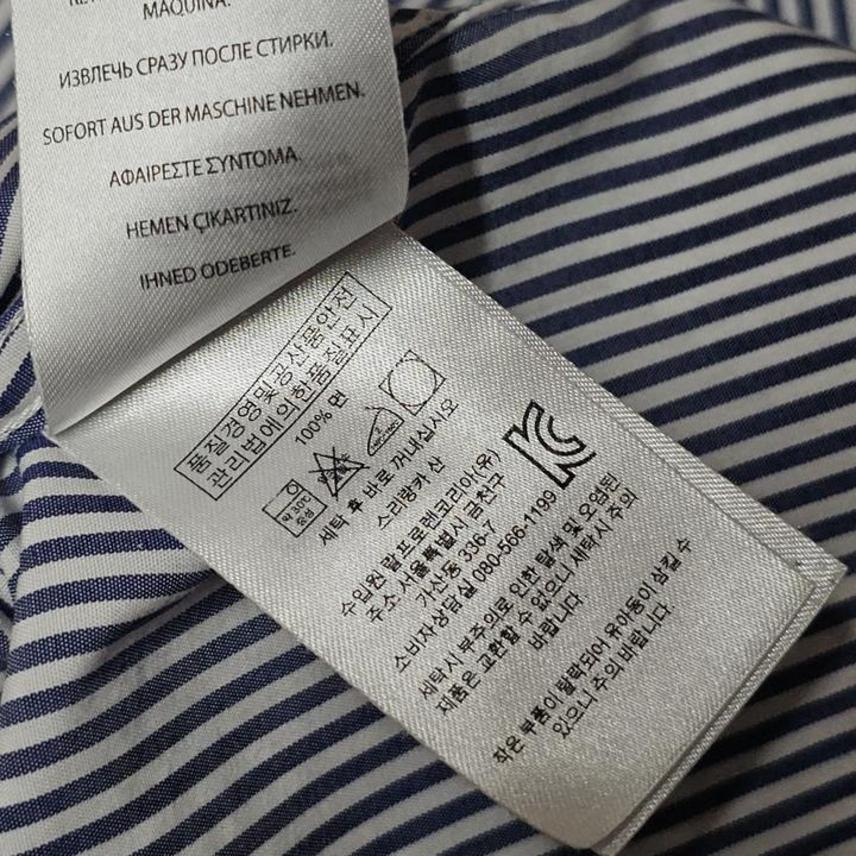 MÁQUINA.
ИЗВЛЕЧЬ СРАЗУ ПОСЛЕ СТИРКИ.
SOFORT AUS DER MASCHINE NEHMEN.
ΑΦΑΙΡΕΣΤΕ ΣΥΝΤΟΜΑ.
HEMEN ÇIKARTINIZ.
IHNED ODEBERTE.
품질경영및공산품안전
관리법에의한품질표시
100% 면
약 30℃
중성
세탁 후 바로 꺼내십시요
스리랑카 산
수입원 랄프로렌코리아(유)
주소 서울특별시 금천구
가산동 336-7
소비자상담실 080-566-1199
세탁시 부주의로 인한 탈색 및 오염된
제품은 교환할 수없으니 세탁시 주의
바랍니다
작은 부품이 탈락되어 유아동이 삼킬 수
있으니 주의 바랍니다.